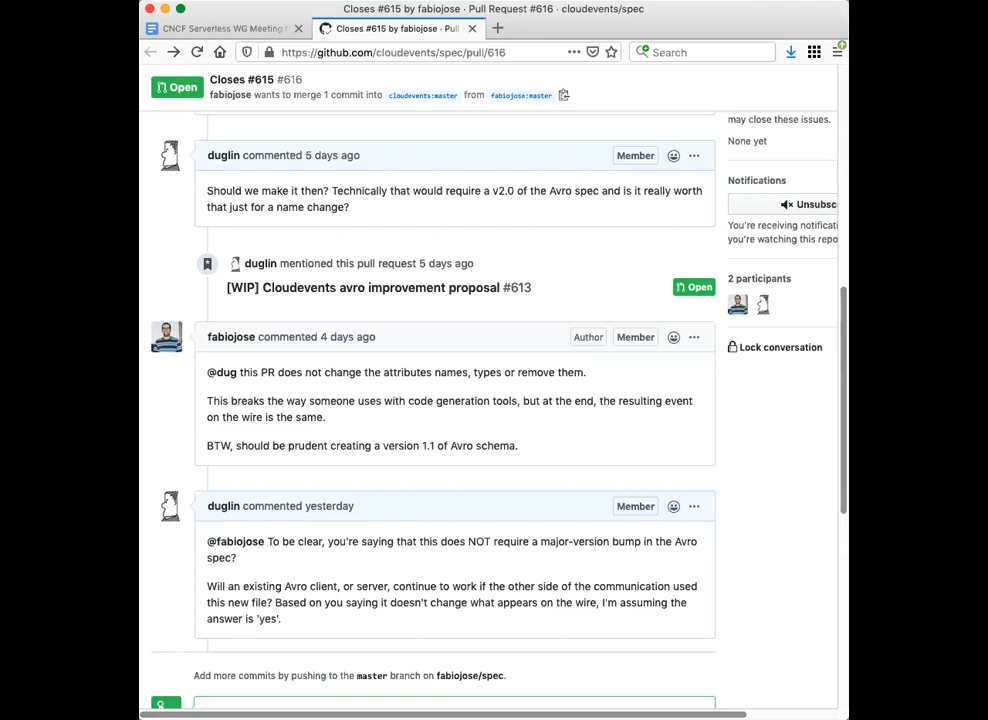 Closes #615 by fabiojose · Pull Request #616 · cloudevents/spec
CNCF Serverless WG Meeting
Closes #615 by fabiojose · Pull
https://github.com/cloudevents/spec/pull/616
Search
Open
Closes #615 #616
fabiojose wants to merge 1 commit into cloudevents:master from fabiojose:master
may close these issues.
None yet
duglin commented 5 days ago
Member
Should we make it then? Technically that would require a v2.0 of the Avro spec and is it really worth
that just for a name change?
Notifications
Unsubsc
You're receiving notificati
you're watching this repo
duglin mentioned this pull request 5 days ago
[WIP] Cloudevents avro improvement proposal #613
Open
2 participants
Lock conversation
fabiojose commented 4 days ago
Author
Member
@dug this PR does not change the attributes names, types or remove them.
This breaks the way someone uses with code generation tools, but at the end, the resulting event
on the wire is the same.
BTW, should be prudent creating a version 1.1 of Avro schema.
duglin commented yesterday
Member
@fabiojose To be clear, you're saying that this does NOT require a major-version bump in the Avro
spec?
Will an existing Avro client, or server, continue to work if the other side of the communication used
this new file? Based on you saying it doesn't change what appears on the wire, I'm assuming the
answer is 'yes'.
Add more commits by pushing to the master branch on fabiojose/spec.